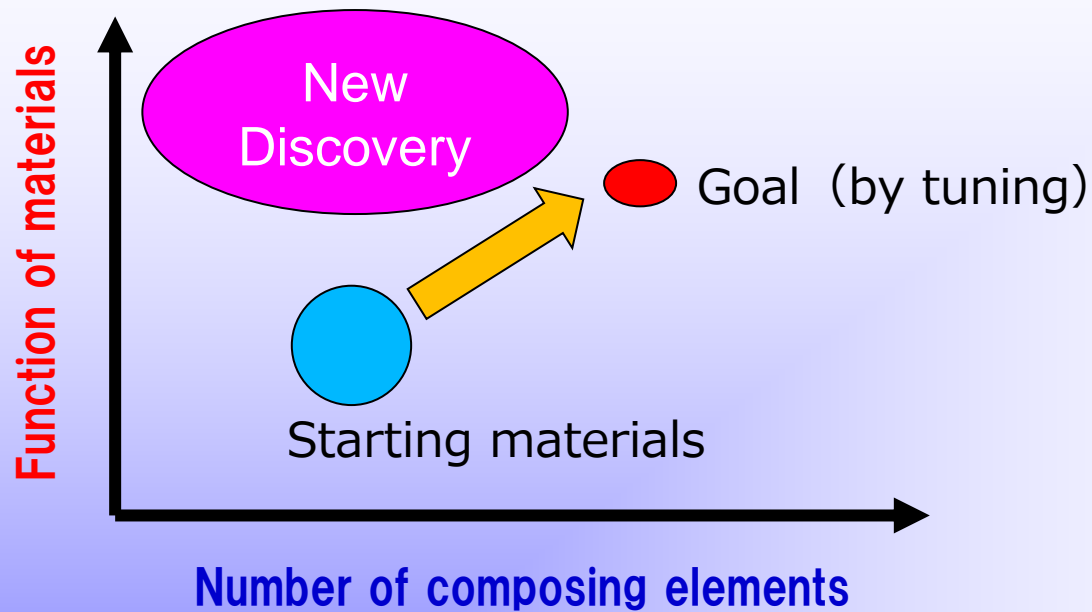 Function of materials
New
Discovery
Goal（by tuning）
Starting materials
Number of composing elements